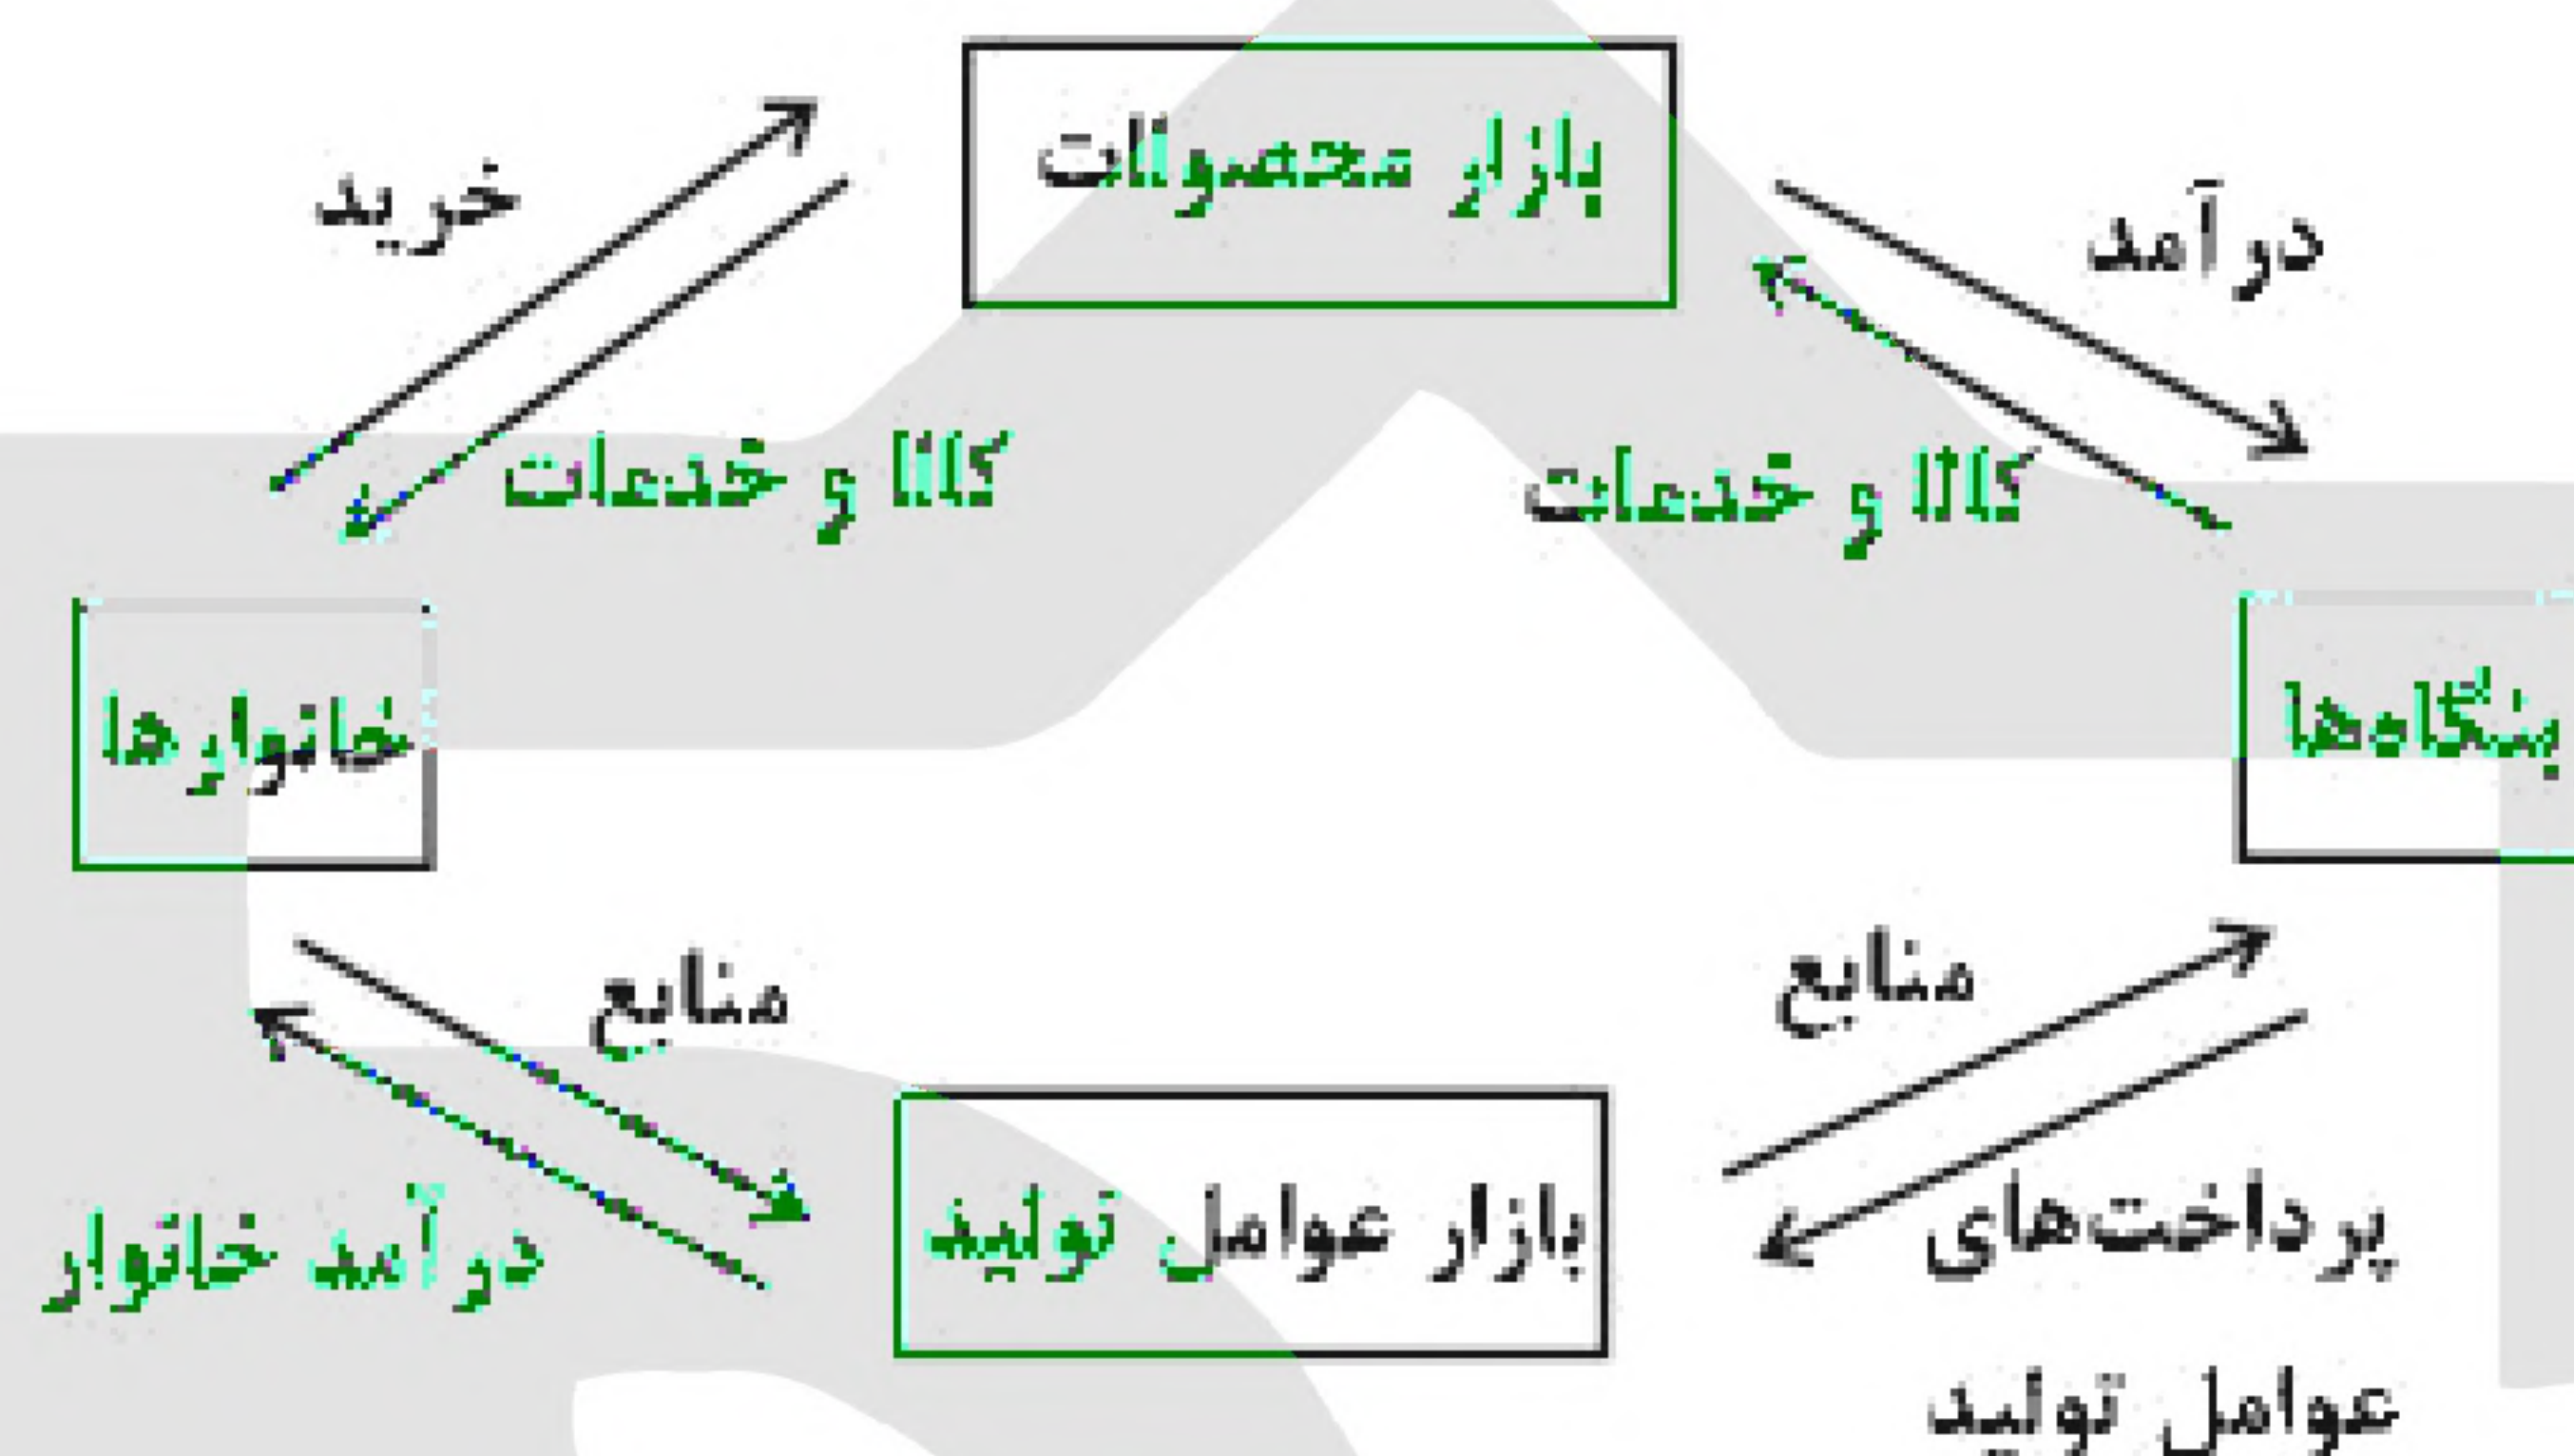 بازار محصولات
خرید
درآمد
کالا و خدمات
کالا و خدمات
خانوارها
بنگاه‌ها
منابع
منابع
بازار عوامل تولید
درآمد خانوار
پرداخت‌های
عوامل تولید